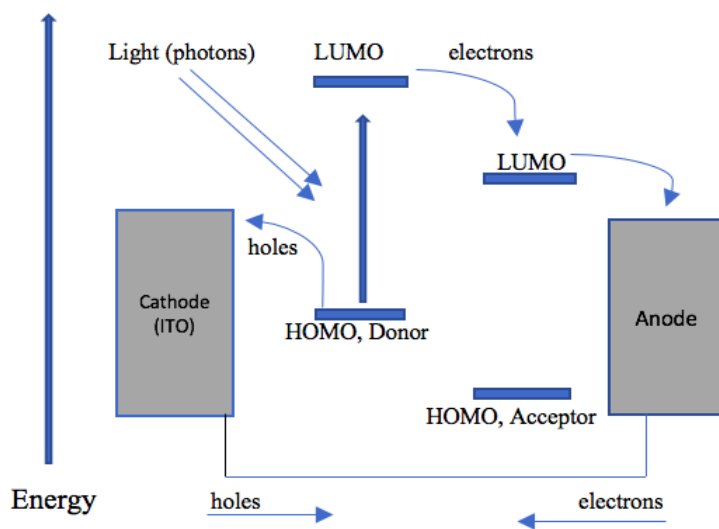 Light (photons)
LUMO
electrons
LUMO
holes
Cathode
(ITO)
HOMO, Donor
Anode
HOMO, Acceptor
Energy
holes
electrons